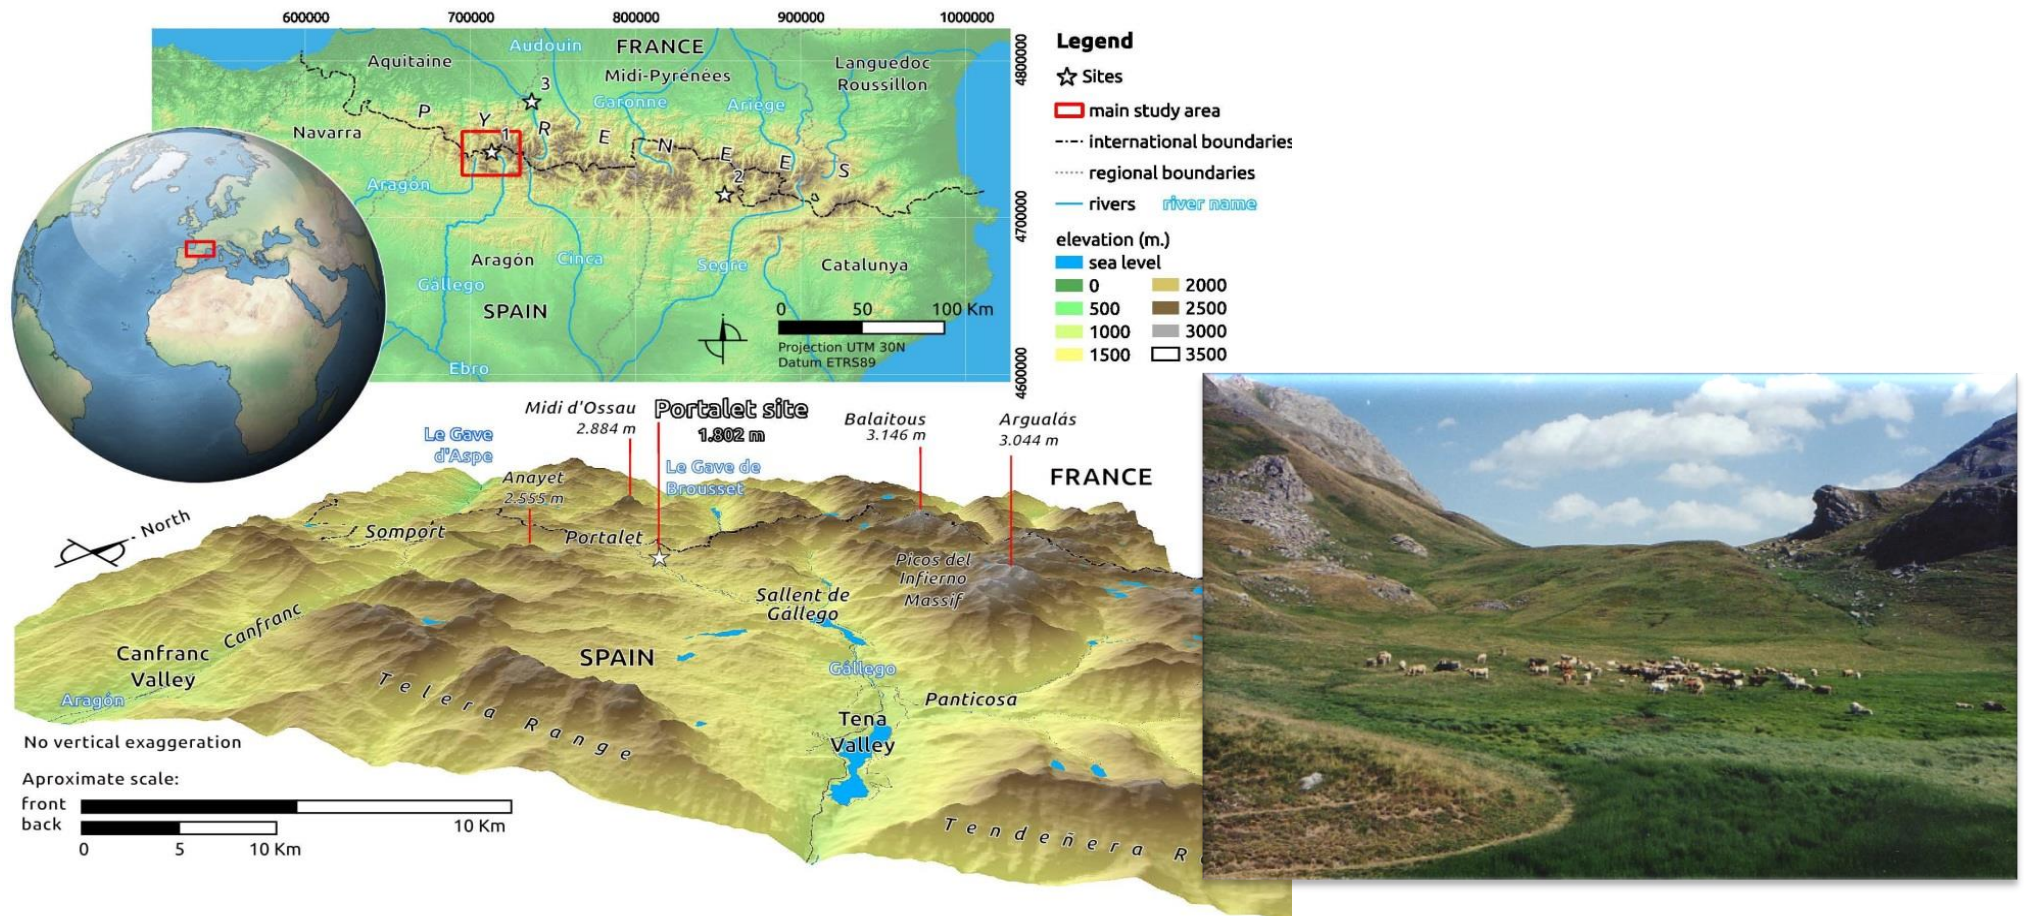 600000 700000 800000 900000 1000000
4800000
4700000
4600000
Audouin
FRANCE
Aquitaine
Midi-Pyrénées
Languedoc
Roussillon
3
Garonne
Ariège
P Y R E N E E S
Navarra
1
2
Aragón
Aragón
Cinca
Segre
Catalunya
Gállego
SPAIN
Ebro
0 50 100 Km
Projection UTM 30N
Datum ETRS89
Legend
Sites
main study area
international boundaries
regional boundaries
rivers river name
elevation (m.)
sea level
0 2000
500 2500
1000 3000
1500 3500
Midi d'Ossau
2.884 m
Portalet site
1.802 m
Balaitous
3.146 m
Argualás
3.044 m
Le Gave
d'Aspe
Le Gave de
Brousset
Anayet
2.555 m
FRANCE
North
Somport
Portalet
Picos del
Infierno
Massif
Sallent de
Gállego
Canfranc
Canfranc
Valley
SPAIN
Gállego
Aragón
Telera Range
Panticosa
Tena
Valley
Tendeñera R
No vertical exaggeration
Aproximate scale:
front
10 Km
back
0 5 10 Km